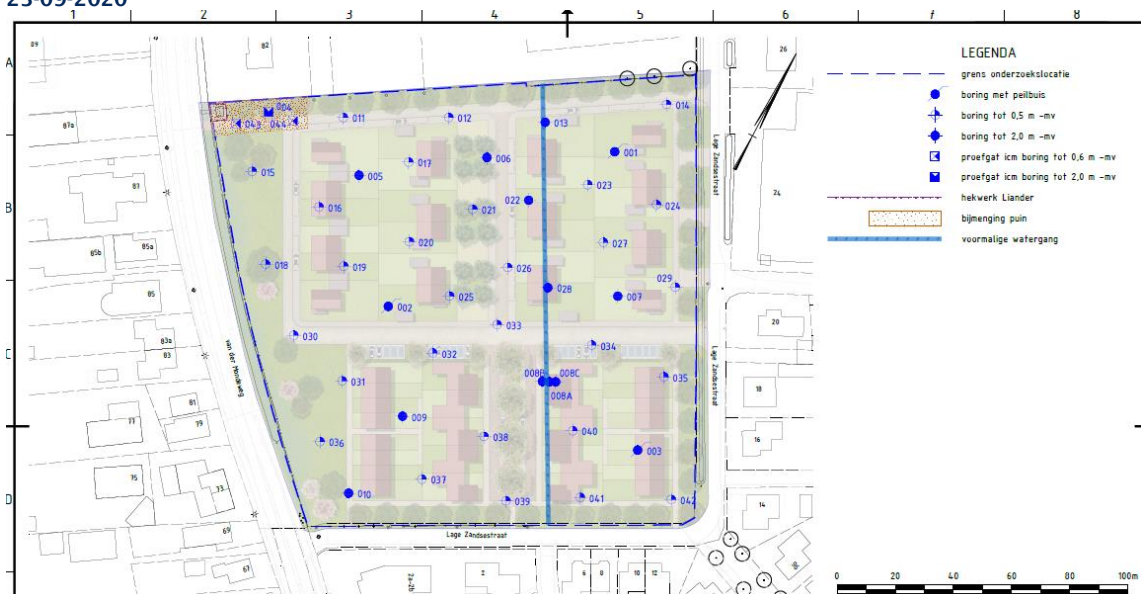 23-09-2020
1 2 3 4 5 6 7 8
A
B
C
D
89
82
87a
87
85b
85a
85
83a
83
81
79
77
75
73
69
67
26
24
20
18
16
14
2a-2b
2
6
8
10
12
004
043
044
011
012
013
014
001
005
006
015
016
017
018
019
020
021
022
023
024
025
026
027
028
029
002
007
030
031
032
033
034
035
008B
008C
008A
009
036
037
038
039
040
003
010
041
042
van der Mondeweg
Lage Zandsestraat
Lage Zandsestraat
Lage Zandsestraat
LEGENDA
grens onderzoekslocatie
boring met peilbuis
boring tot 0,5 m -mv
boring tot 2,0 m -mv
proefgat icm boring tot 0,6 m -mv
proefgat icm boring tot 2,0 m -mv
hekwerk Liander
bijmenging puin
voormalige watergang
0 20 40 60 80 100m